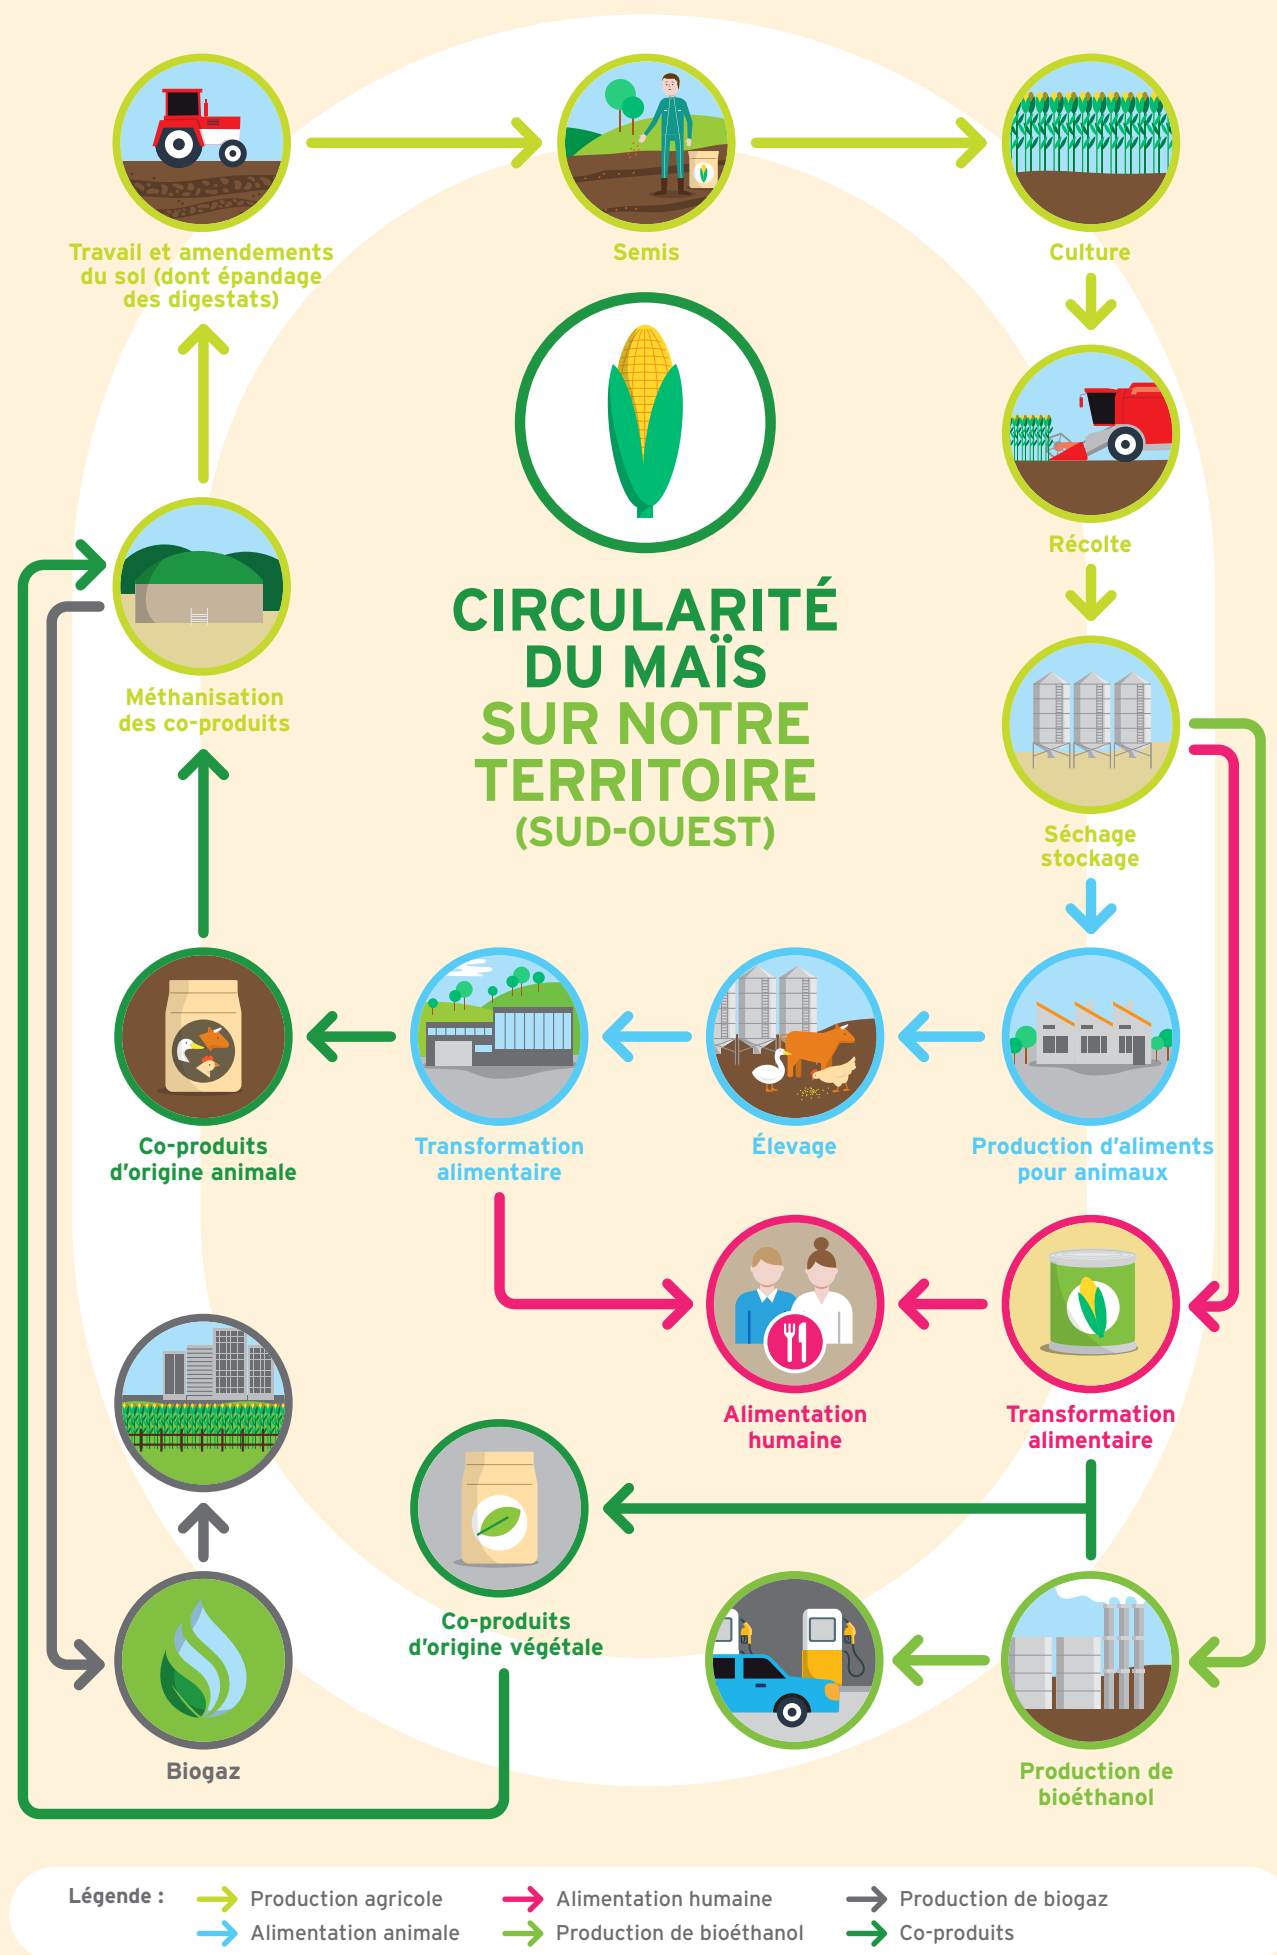 Travail et amendements
du sol (dont épandage
des digestats)
Semis
Culture
Récolte
CIRCULARITÉ
DU MAÏS
SUR NOTRE
TERRITOIRE
(SUD-OUEST)
Méthanisation
des co-produits
Séchage
stockage
Co-produits
d'origine animale
Transformation
alimentaire
Élevage
Production d'aliments
pour animaux
Alimentation
humaine
Transformation
alimentaire
Co-produits
d'origine végétale
Biogaz
Production de
bioéthanol
Légende :
Production agricole
Alimentation humaine
Production de biogaz
Alimentation animale
Production de bioéthanol
Co-produits